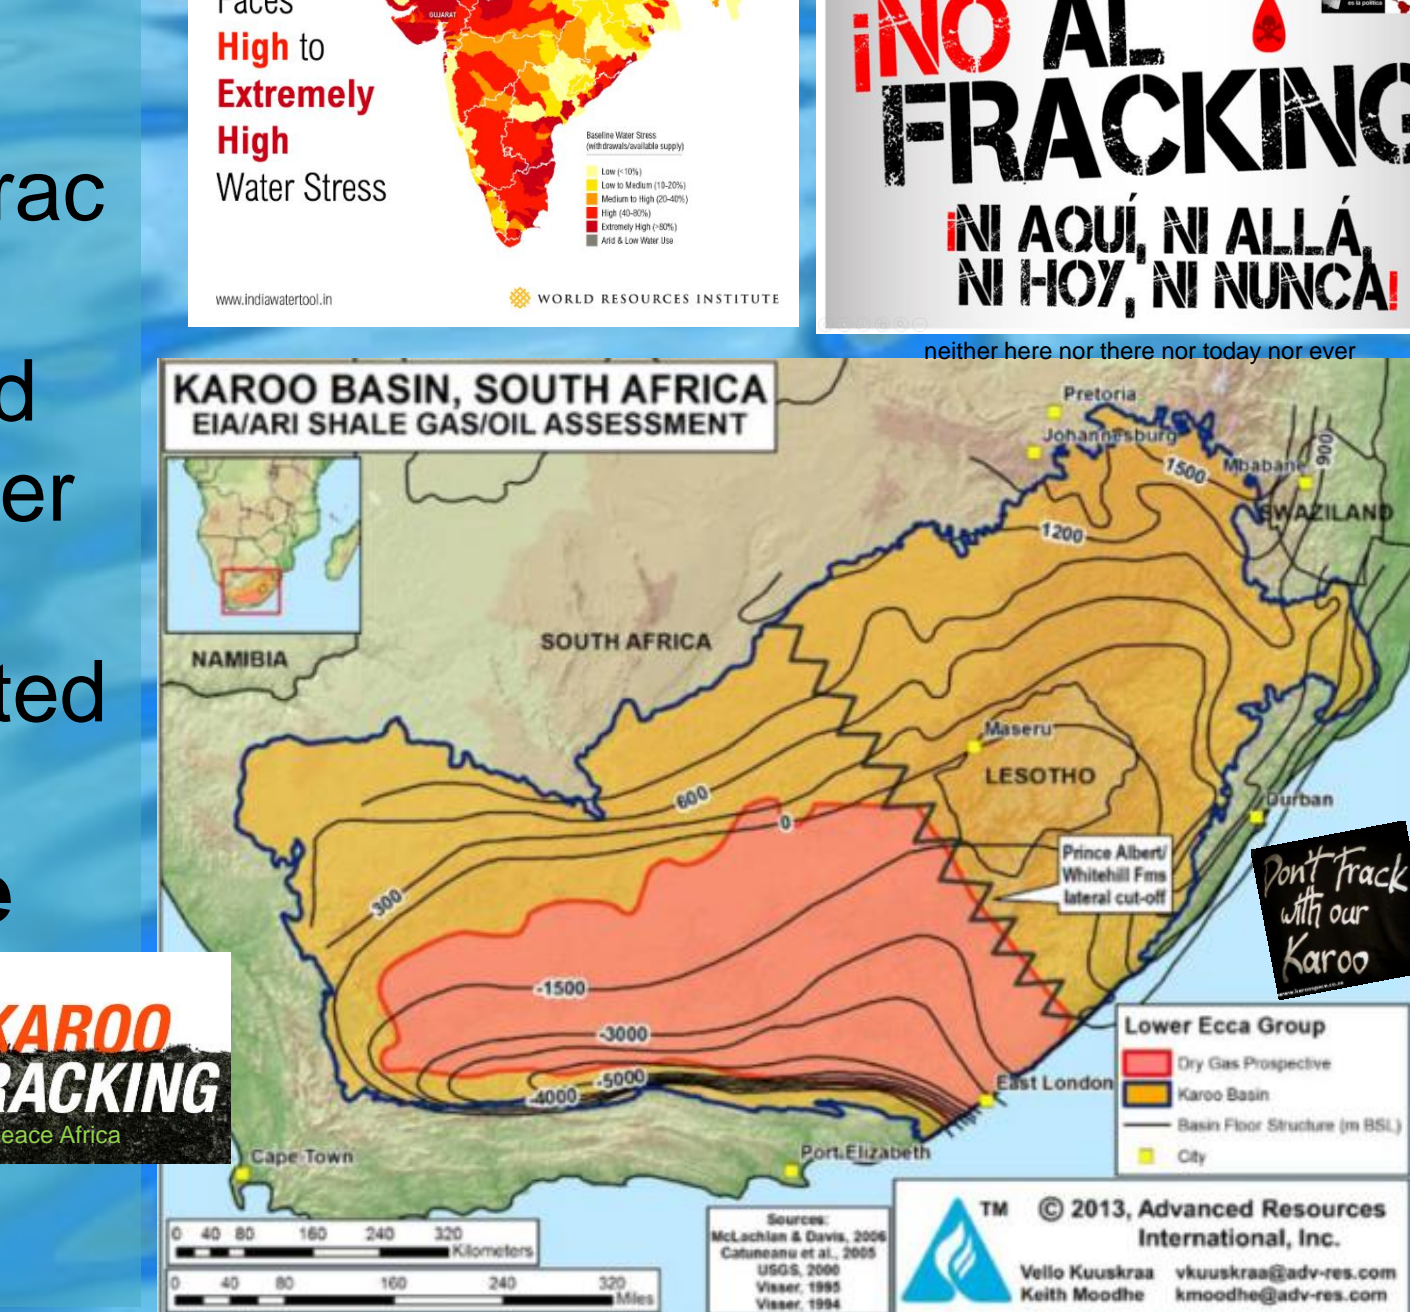 Faces
High to
Extremely
High
Water Stress
GUJARAT
Baseline Water Stress
(withdrawals/available supply)
Low (<10%)
Low to Medium (10-20%)
Medium to High (20-40%)
High (40-80%)
Extremely High (>80%)
Arid & Low Water Use
www.indiawatertool.in
WORLD RESOURCES INSTITUTE
es la política
¡NO AL
FRACKING
¡NI AQUÍ, NI ALLÁ,
NI HOY, NI NUNCA!
neither here nor there nor today nor ever
rac
d
er
ted
e
KAROO BASIN, SOUTH AFRICA
EIA/ARI SHALE GAS/OIL ASSESSMENT
Pretoria
Johannesburg
1500
Mbabane
900
SWAZILAND
1200
SOUTH AFRICA
NAMIBIA
Maseru
LESOTHO
600
0
Durban
Prince Albert/
Whitehill Fms
lateral cut-off
300
-1500
-3000
-5000
-4000
East London
Port Elizabeth
Cape Town
Don't Frack
with our
Karoo
KAROO
RACKING
eace Africa
Lower Ecca Group
Dry Gas Prospective
Karoo Basin
Basin Floor Structure (m BSL)
City
0 40 80 160 240 320
Kilometers
0 40 80 160 240 320
Miles
Sources:
McLachlan & Davis, 2006
Catuneanu et al., 2005
USGS, 2000
Visser, 1995
Visser, 1994
TM
© 2013, Advanced Resources
International, Inc.
Vello Kuuskraa vkuuskraa@adv-res.com
Keith Moodhe kmoodhe@adv-res.com